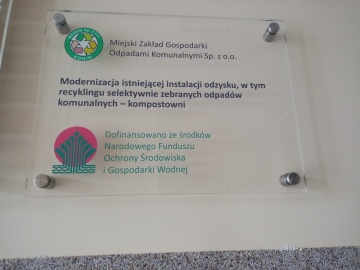 Miejski Zakład Gospodarki
Odpadami Komunalnymi Sp. z o.o.
Modernizacja istniejącej instalacji odzysku, w tym
recyklingu selektywnie zebranych odpadów
komunalnych – kompostowni
Dofinansowano ze środków
Narodowego Funduszu
Ochrony Środowiska
i Gospodarki Wodnej